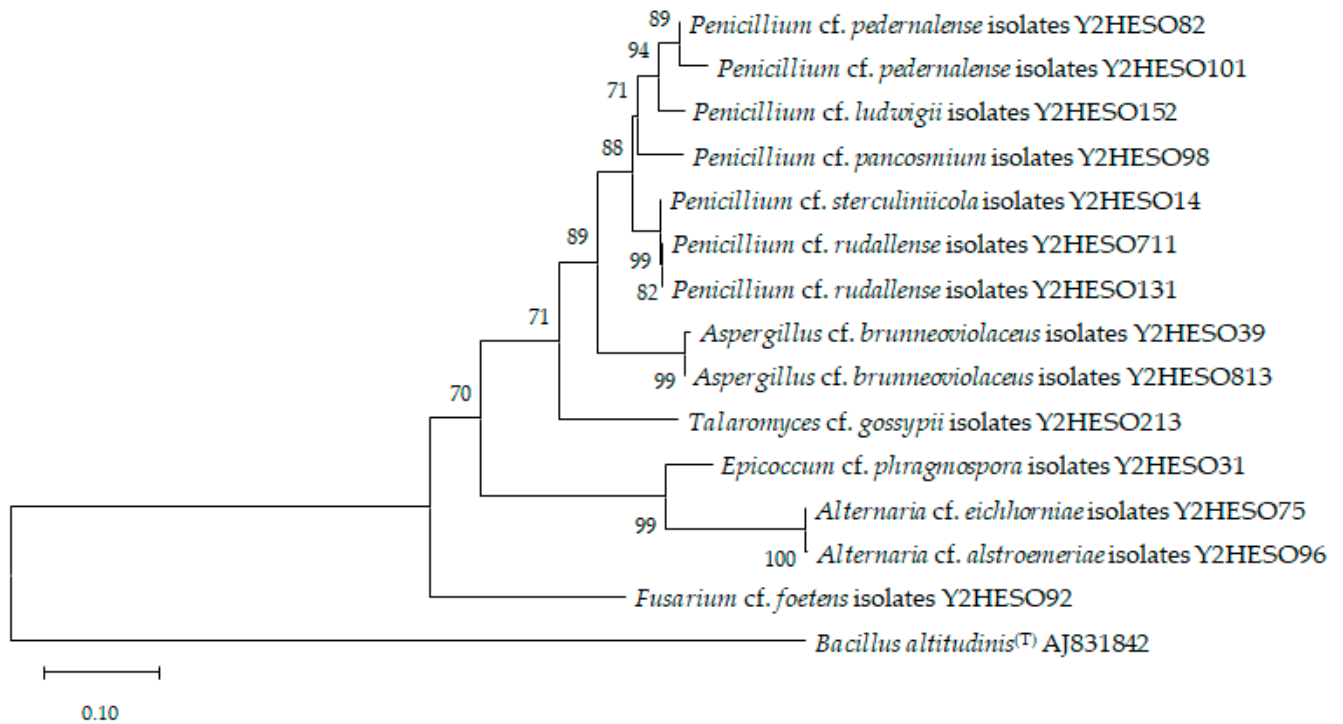 89
Penicillium cf. pedernalense isolates Y2HESO82
94
Penicillium cf. pedernalense isolates Y2HESO101
71
Penicillium cf. ludwigii isolates Y2HESO152
88
Penicillium cf. pancosmium isolates Y2HESO98
Penicillium cf. sterculiniicola isolates Y2HESO14
89
Penicillium cf. rudallense isolates Y2HESO711
99
82
Penicillium cf. rudallense isolates Y2HESO131
71
Aspergillus cf. brunneoviolaceus isolates Y2HESO39
99
Aspergillus cf. brunneoviolaceus isolates Y2HESO813
70
Talaromyces cf. gossypii isolates Y2HESO213
Epicoccum cf. phragmospora isolates Y2HESO31
99
Alternaria cf. eichhorniae isolates Y2HESO75
100
Alternaria cf. alstroemeriae isolates Y2HESO96
Fusarium cf. foetens isolates Y2HESO92
Bacillus altitudinis(T) AJ831842
0.10